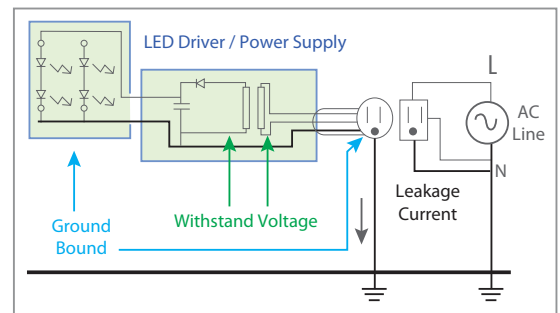 LED Driver / Power Supply
L
AC
Line
N
Leakage
Current
Withstand Voltage
Ground
Bound